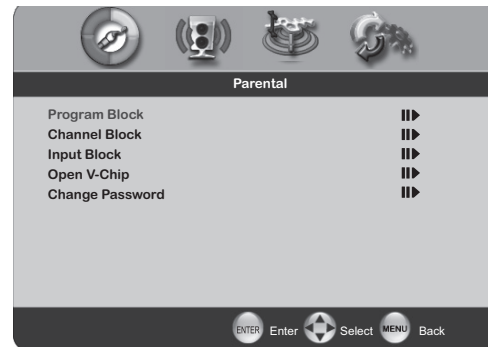 Parental
Program Block
Channel Block
Input Block
Open V-Chip
Change Password
ENTER Enter Select MENU Back